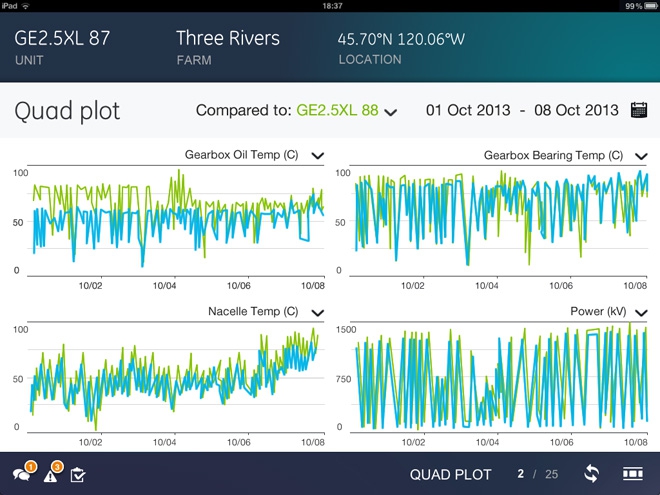 iPad 18:37 99 %
GE2.5XL 87 Three Rivers 45.70°N 120.06°W
UNIT FARM LOCATION
Quad plot Compared to: GE2.5XL 88 01 Oct 2013 - 08 Oct 2013
Gearbox Oil Temp (C)
100
50
0
10/02 10/04 10/06 10/08
Gearbox Bearing Temp (C)
100
50
0
10/02 10/04 10/06 10/08
Nacelle Temp (C)
100
50
0
10/02 10/04 10/06 10/08
Power (kV)
1500
750
0
10/02 10/04 10/06 10/08
1 3 QUAD PLOT 2 / 25